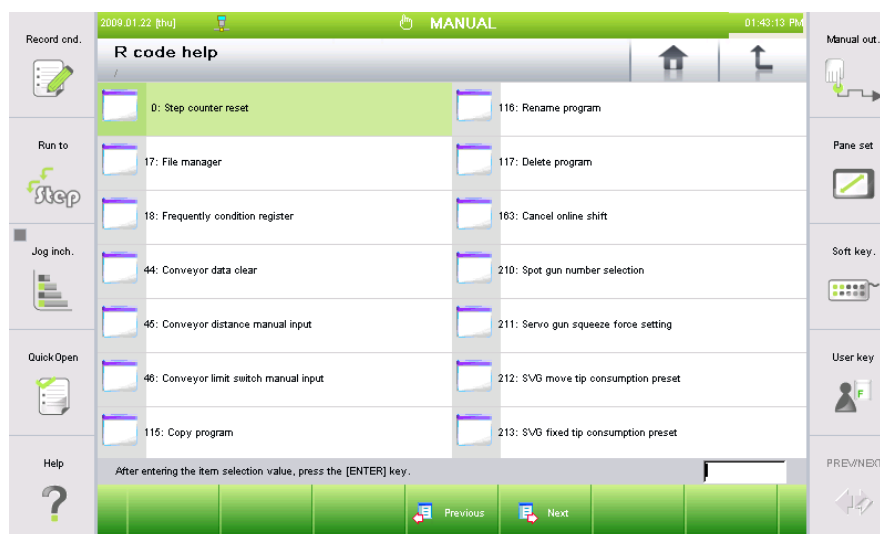 2009.01.22 [thu]
MANUAL
01:43:13 PM
Record cnd.
Run to
Step
Jog inch.
QuickOpen
Help
R code help
/
0: Step counter reset
17: File manager
18: Frequently condition register
44: Conveyor data clear
45: Conveyor distance manual input
46: Conveyor limit switch manual input
115: Copy program
116: Rename program
117: Delete program
163: Cancel online shift
210: Spot gun number selection
211: Servo gun squeeze force setting
212: SVG move tip consumption preset
213: SVG fixed tip consumption preset
After entering the item selection value, press the [ENTER] key.
Previous
Next
Manual out.
Pane set
Soft key.
User key
F
PREV/NEXT